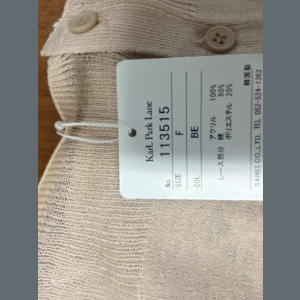 Karl Park Lane
No. 113515
SIZE F
COL. BE
アクリル 100%
レース部分 綿 80%
ポリエステル 20%
韓国製
SANEI CO.,LTD. TEL 052-524-1362